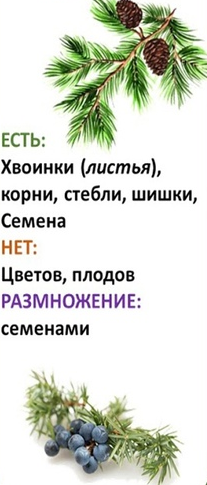 ЕСТЬ:
Хвоинки (листья),
корни, стебли, шишки,
Семена
НЕТ:
Цветов, плодов
РАЗМНОЖЕНИЕ:
семенами